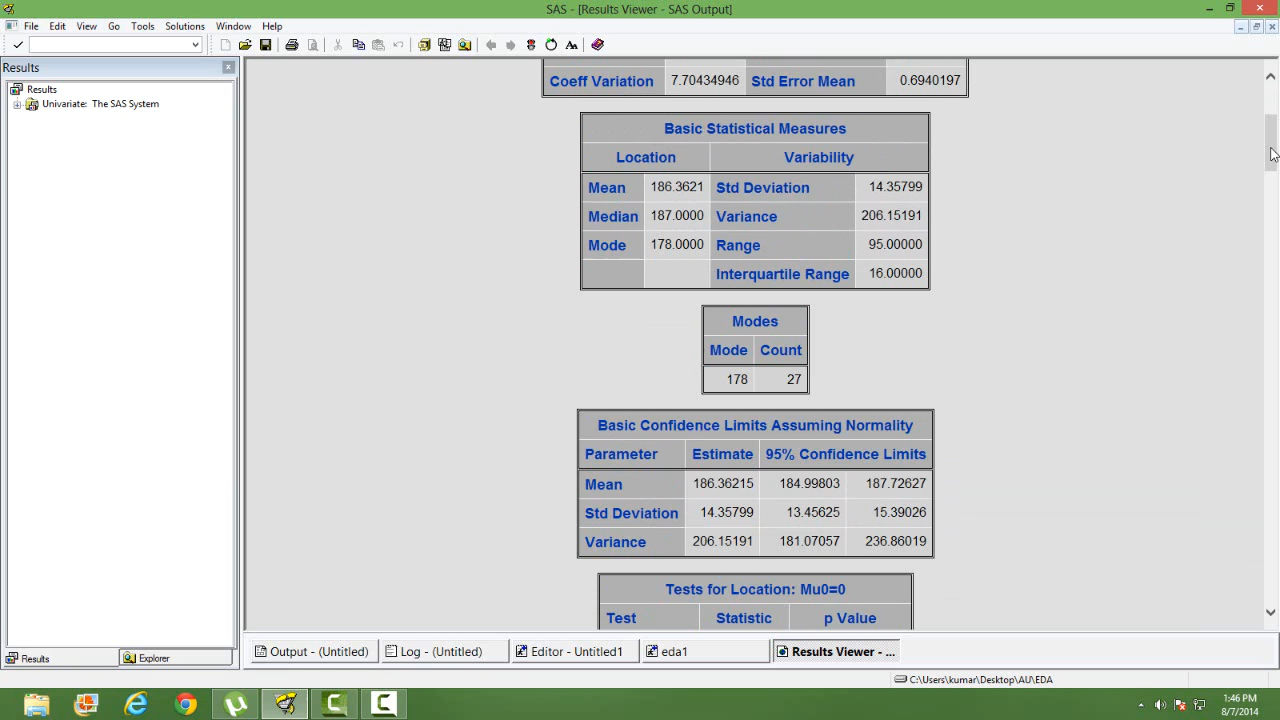 SAS - [Results Viewer - SAS Output]
File Edit View Go Tools Solutions Window Help
Results
Results
Univariate: The SAS System
Coeff Variation 7.70434946 Std Error Mean 0.6940197
Basic Statistical Measures
Location Variability
Mean 186.3621 Std Deviation 14.35799
Median 187.0000 Variance 206.15191
Mode 178.0000 Range 95.00000
Interquartile Range 16.00000
Modes
Mode Count
178 27
Basic Confidence Limits Assuming Normality
Parameter Estimate 95% Confidence Limits
Mean 186.36215 184.99803 187.72627
Std Deviation 14.35799 13.45625 15.39026
Variance 206.15191 181.07057 236.86019
Tests for Location: Mu0=0
Test Statistic p Value
Results Explorer
Output - (Untitled) Log - (Untitled) Editor - Untitled1 eda1 Results Viewer - ...
C:\Users\kumar\Desktop\AU\EDA
1:46 PM
8/7/2014